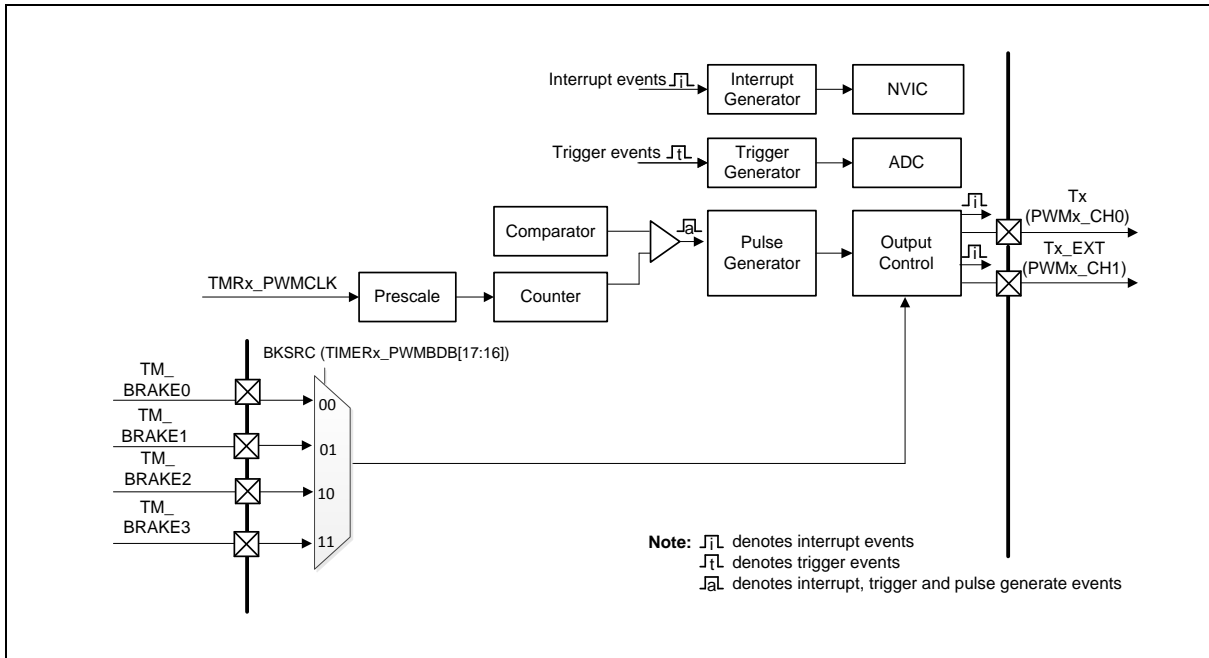 Interrupt events i
Interrupt
Generator
NVIC
Trigger events t
Trigger
Generator
ADC
Comparator
a
Pulse
Generator
Output
Control
i
i
Tx
(PWMx_CH0)
Tx_EXT
(PWMx_CH1)
TMRx_PWMCLK
Prescale
Counter
BKSRC (TIMERx_PWMBDB[17:16])
TM_
BRAKE0
00
TM_
BRAKE1
01
TM_
BRAKE2
10
TM_
BRAKE3
11
Note: i denotes interrupt events
t denotes trigger events
a denotes interrupt, trigger and pulse generate events